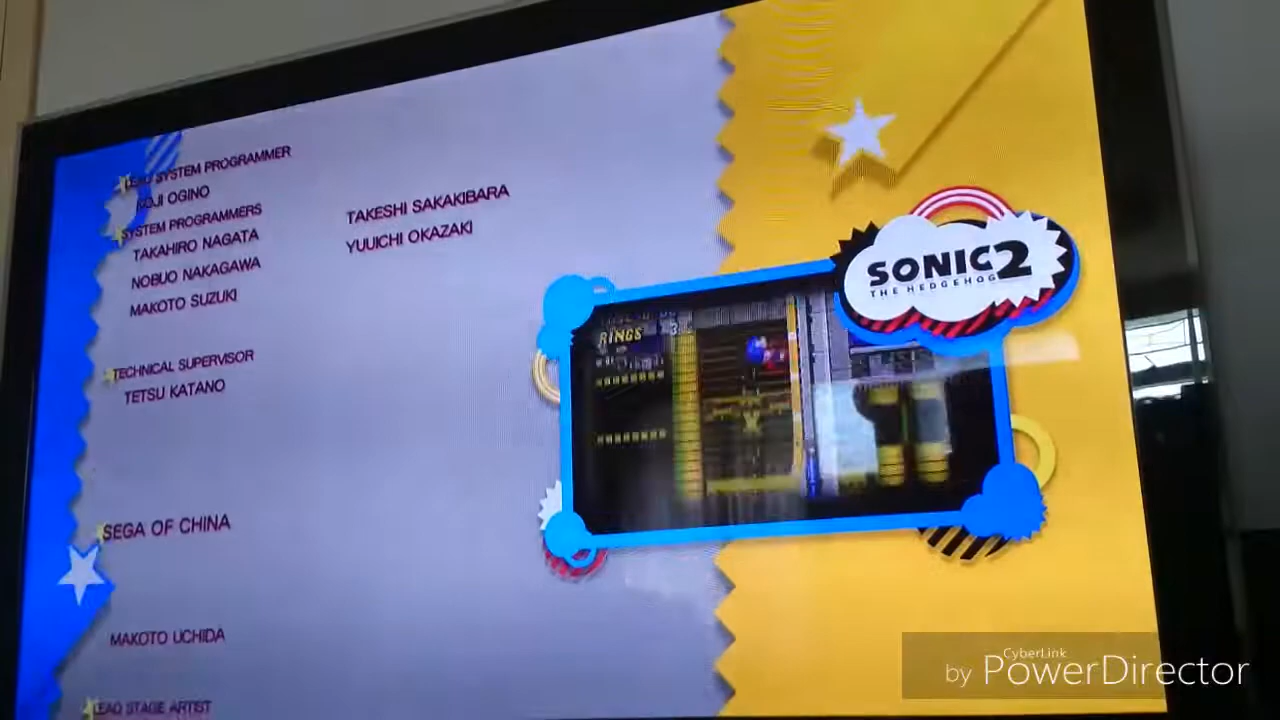 LEAD SYSTEM PROGRAMMER
KOJI OGINO
SYSTEM PROGRAMMERS
TAKAHIRO NAGATA
TAKESHI SAKAKIBARA
NOBUO NAKAGAWA
YUUICHI OKAZAKI
MAKOTO SUZUKI
TECHNICAL SUPERVISOR
TETSU KATANO
SEGA OF CHINA
MAKOTO UCHIDA
LEAD STAGE ARTIST
SONIC 2
THE HEDGEHOG
RINGS
CyberLink
by PowerDirector